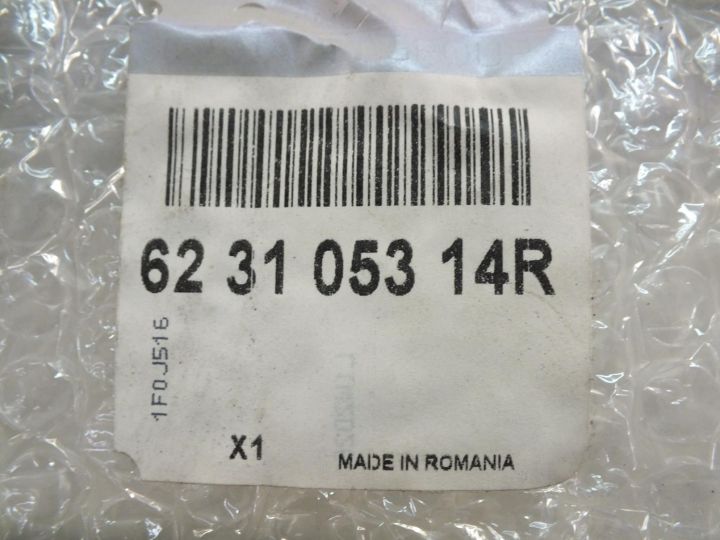 62 31 053 14R
1F0J516
X1
MADE IN ROMANIA